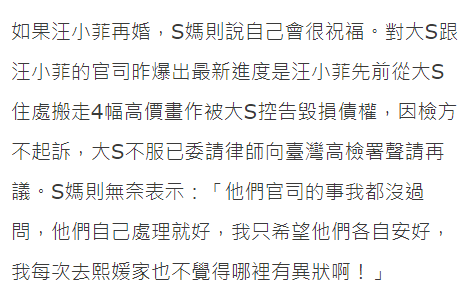 如果汪小菲再婚，S媽則說自己會很祝福。對大S跟
汪小菲的官司昨爆出最新進度是汪小菲先前從大S
住處搬走4幅高價畫作被大S控告毀損債權，因檢方
不起訴，大S不服已委請律師向臺灣高檢署聲請再
議。S媽則無奈表示：「他們官司的事我都沒過
問，他們自己處理就好，我只希望他們各自安好，
我每次去熙媛家也不覺得哪裡有異狀啊！」